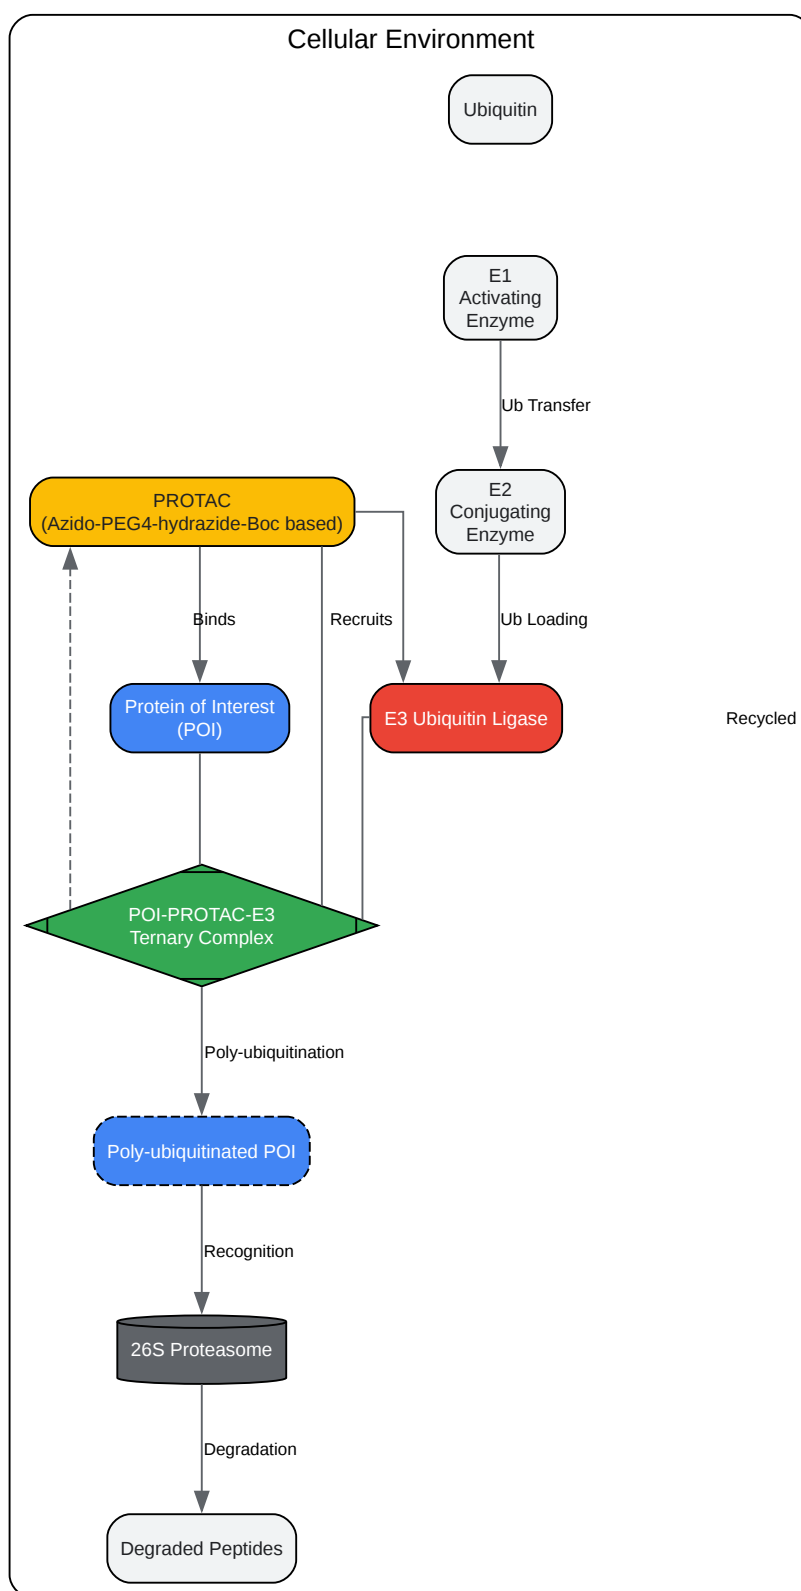 Cellular Environment
Ubiquitin
E1
Activating
Enzyme
Ub Transfer
PROTAC
(Azido-PEG4-hydrazide-Boc based)
E2
Conjugating
Enzyme
Binds
Recruits
Ub Loading
Protein of Interest
(POI)
E3 Ubiquitin Ligase
Recycled
POI-PROTAC-E3
Ternary Complex
Poly-ubiquitination
Poly-ubiquitinated POI
Recognition
26S Proteasome
Degradation
Degraded Peptides